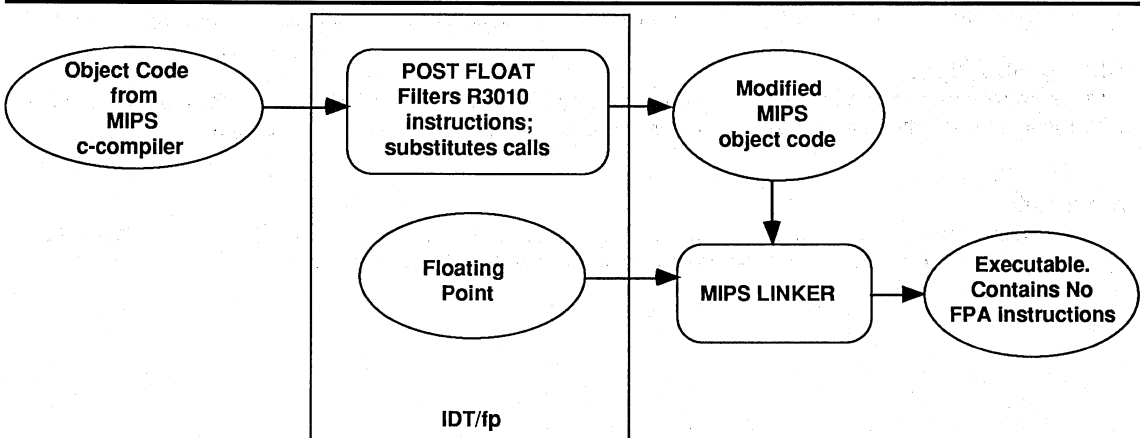 Object Code
from
MIPS
c-compiler
POST FLOAT
Filters R3010
instructions;
substitutes calls
Modified
MIPS
object code
Floating
Point
MIPS LINKER
Executable.
Contains No
FPA instructions
IDT/fp